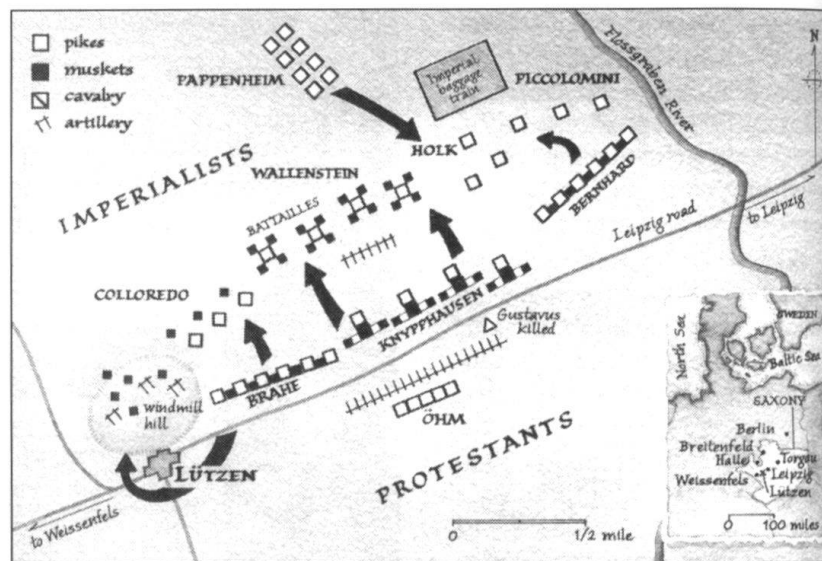 pikes
muskets
cavalry
artillery
PAPPENHEIM
Imperial
baggage
train
PICCOLOMINI
Flossgraben River
N
HOLK
IMPERIALISTS
WALLENSTEIN
BATTAILLES
BERNHARD
Leipzig road
to Leipzig
COLLOREDO
KNYPPHAUSEN
Gustavus
killed
windmill
hill
BRAHE
ÖHM
PROTESTANTS
LÜTZEN
to Weissenfels
0 1/2 mile
North Sea
SWEDEN
Baltic Sea
SAXONY
Berlin
Breitenfeld
Halle
Torgau
Weissenfels
Leipzig
Lützen
0 100 miles